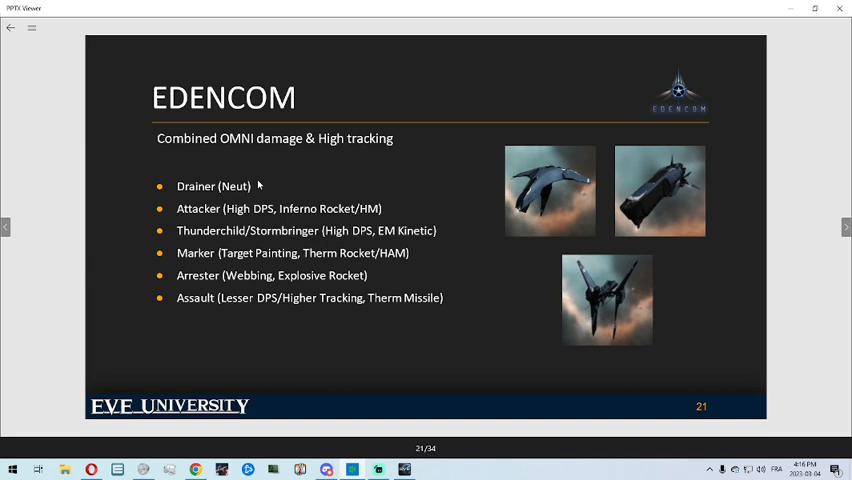 PPTX Viewer
EDENCOM
EDENCOM
Combined OMNI damage & High tracking
Drainer (Neut)
Attacker (High DPS, Inferno Rocket/HM)
Thunderchild/Stormbringer (High DPS, EM Kinetic)
Marker (Target Painting, Therm Rocket/HAM)
Arrester (Webbing, Explosive Rocket)
Assault (Lesser DPS/Higher Tracking, Therm Missile)
EVE UNIVERSITY
21
21/34
FRA
4:16 PM
2023-03-04